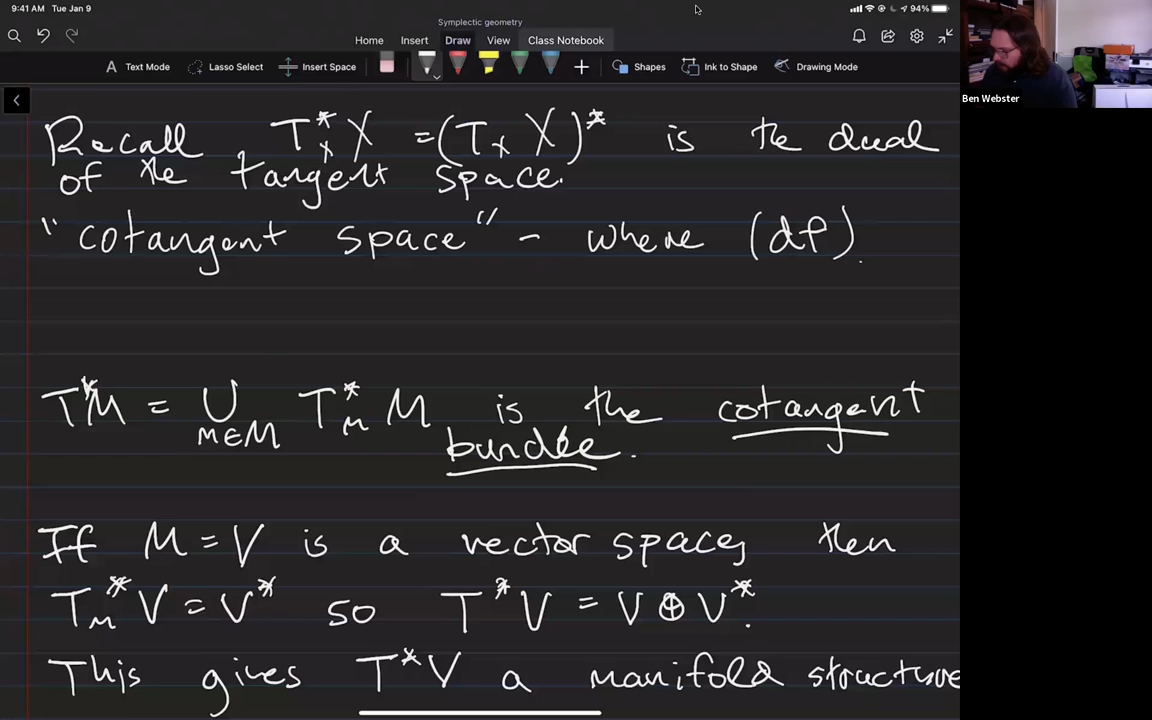 9:41 AM Tue Jan 9
94%
Symplectic geometry
Home Insert Draw View Class Notebook
Text Mode Lasso Select Insert Space Shapes Ink to Shape Drawing Mode
Ben Webster
Recall T*ₓX = (TₓX)* is the dual
of the tangent space.
"cotangent space" - where (df).
T*M = ∪ T*ₘM is the cotangent
m∈M
bundle.
If M = V is a vector space, then
Tₘ*V = V* so T*V = V ⊕ V*.
This gives T*V a manifold structure